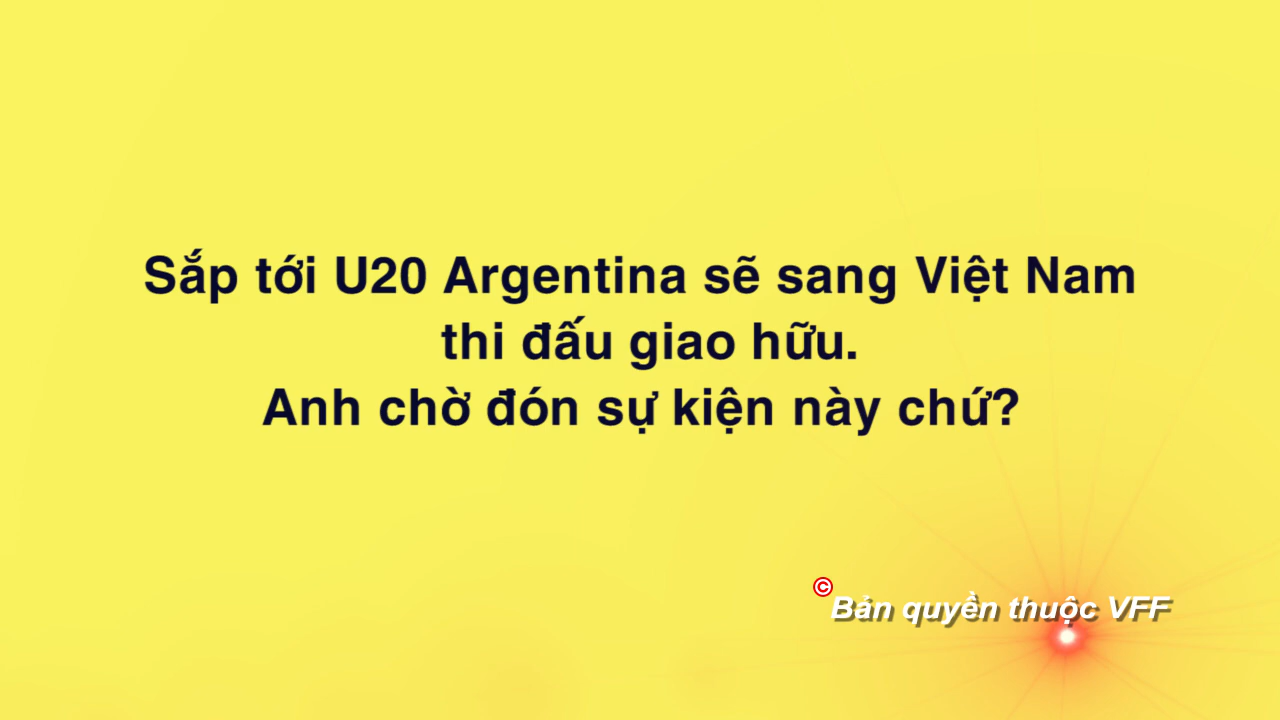 Sắp tới U20 Argentina sẽ sang Việt Nam
thi đấu giao hữu.
Anh chờ đón sự kiện này chứ?
© Bản quyền thuộc VFF